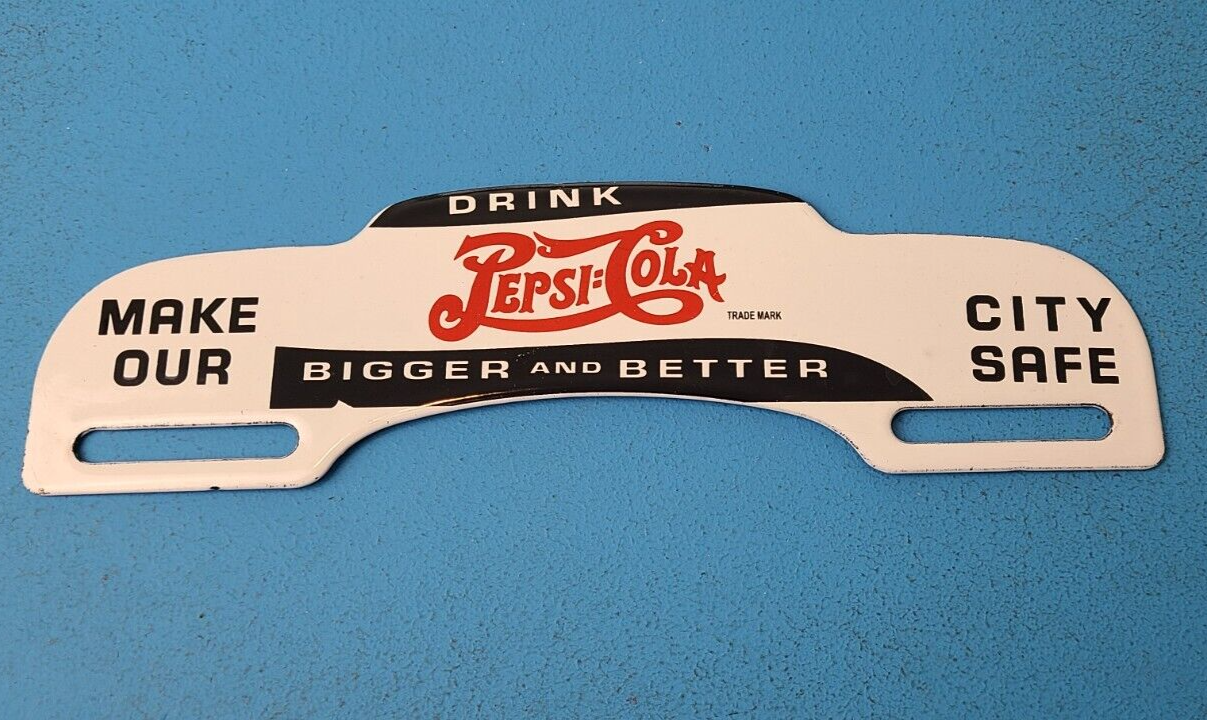 DRINK
PEPSI=COLA
TRADE MARK
BIGGER AND BETTER
MAKE
OUR
CITY
SAFE